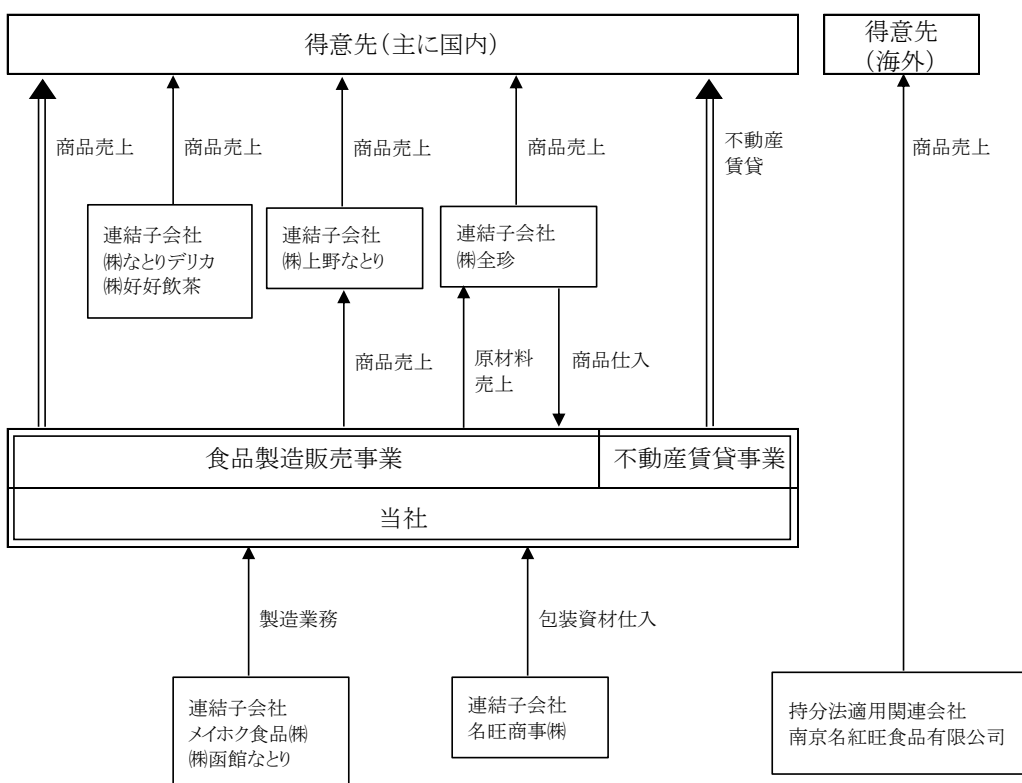 得意先(主に国内)
得意先
(海外)
商品売上
商品売上
商品売上
商品売上
不動産
賃貸
商品売上
連結子会社
㈱なとりデリカ
㈱好好飲茶
連結子会社
㈱上野なとり
連結子会社
㈱全珍
商品売上
原材料
売上
商品仕入
食品製造販売事業
不動産賃貸事業
当社
製造業務
包装資材仕入
連結子会社
メイホク食品㈱
㈱函館なとり
連結子会社
名旺商事㈱
持分法適用関連会社
南京名紅旺食品有限公司